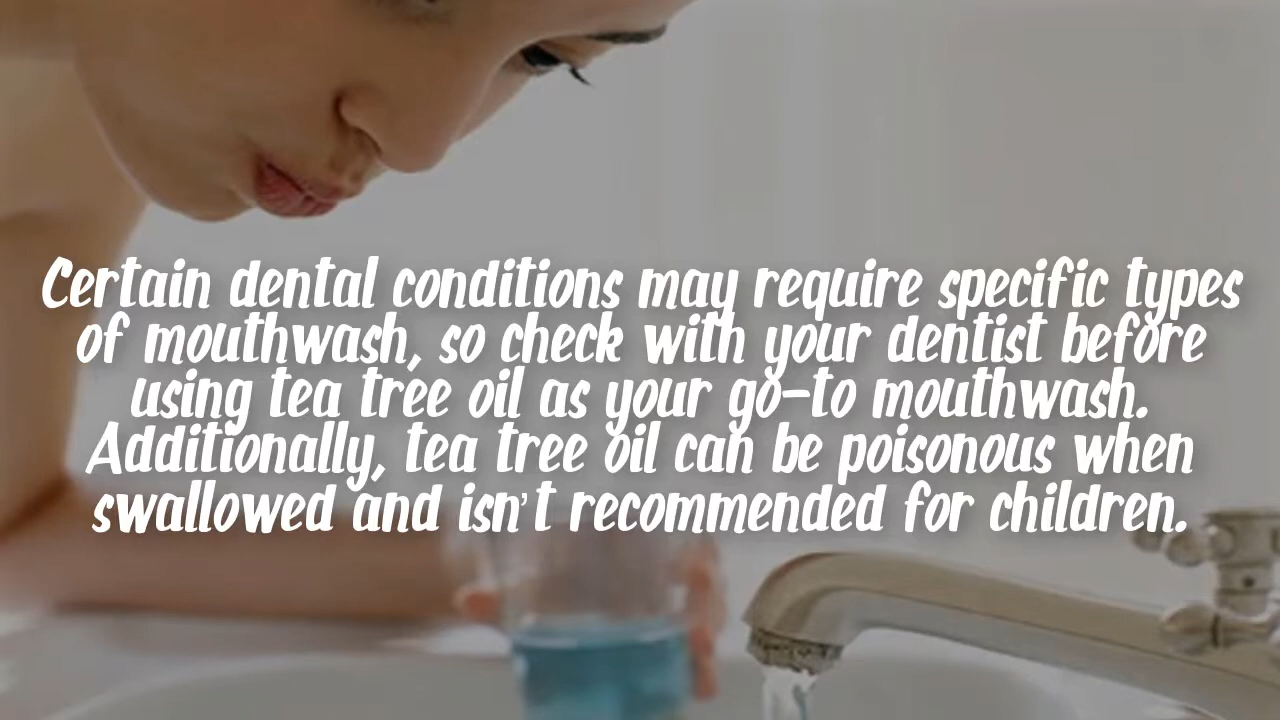 Certain dental conditions may require specific types
of mouthwash, so check with your dentist before
using tea tree oil as your go-to mouthwash.
Additionally, tea tree oil can be poisonous when
swallowed and isn't recommended for children.